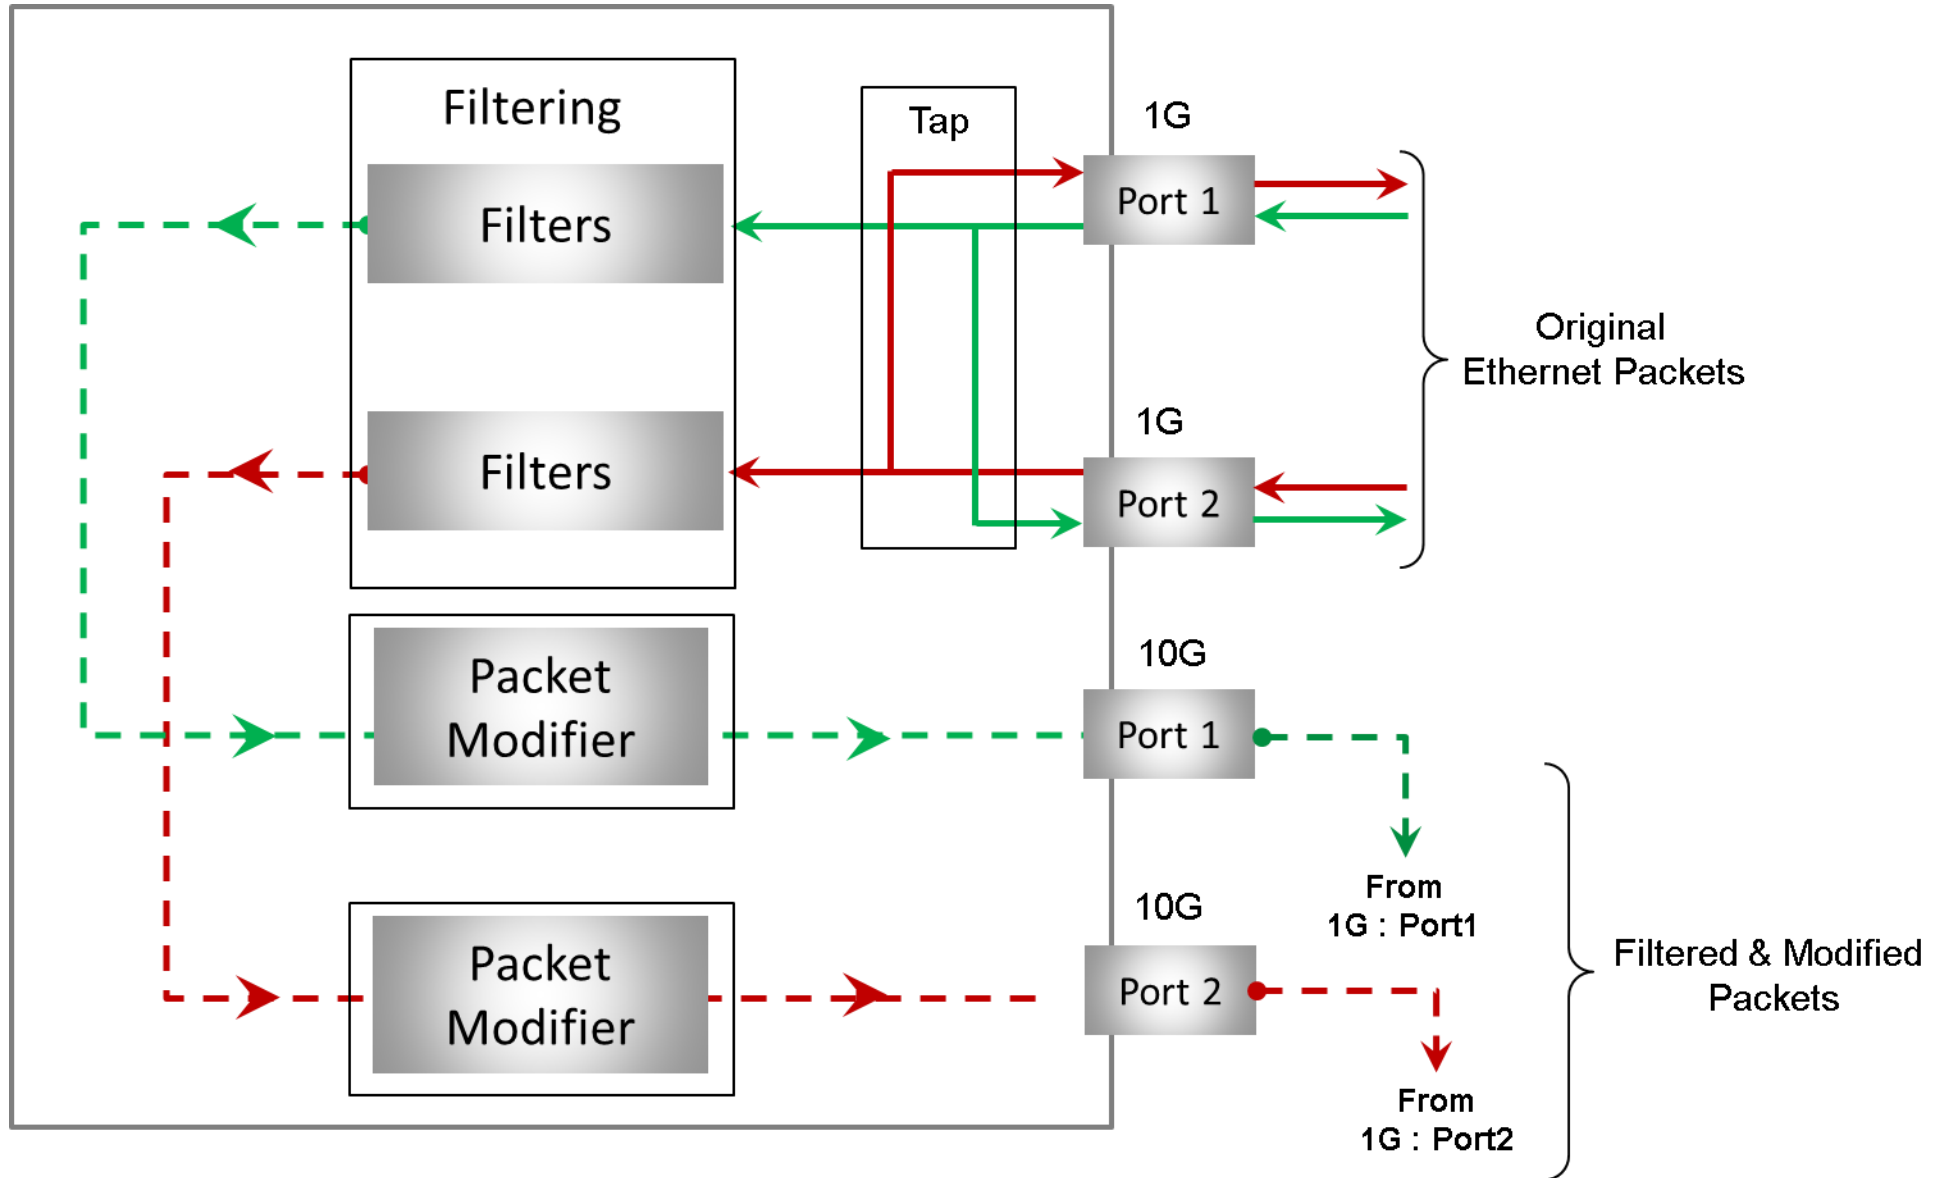 Filtering
Filters
Filters
Tap
1G
Port 1
1G
Port 2
Original
Ethernet Packets
Packet
Modifier
10G
Port 1
From
1G : Port1
Packet
Modifier
10G
Port 2
From
1G : Port2
Filtered & Modified
Packets